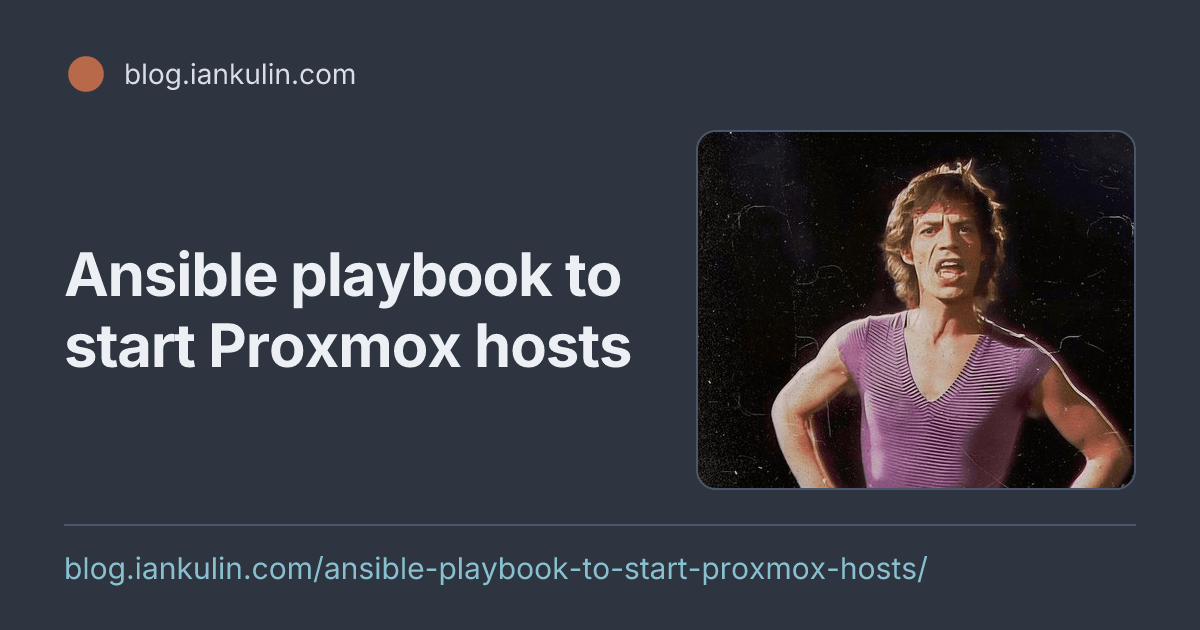 blog.iankulin.com
Ansible playbook to
start Proxmox hosts
blog.iankulin.com/ansible-playbook-to-start-proxmox-hosts/